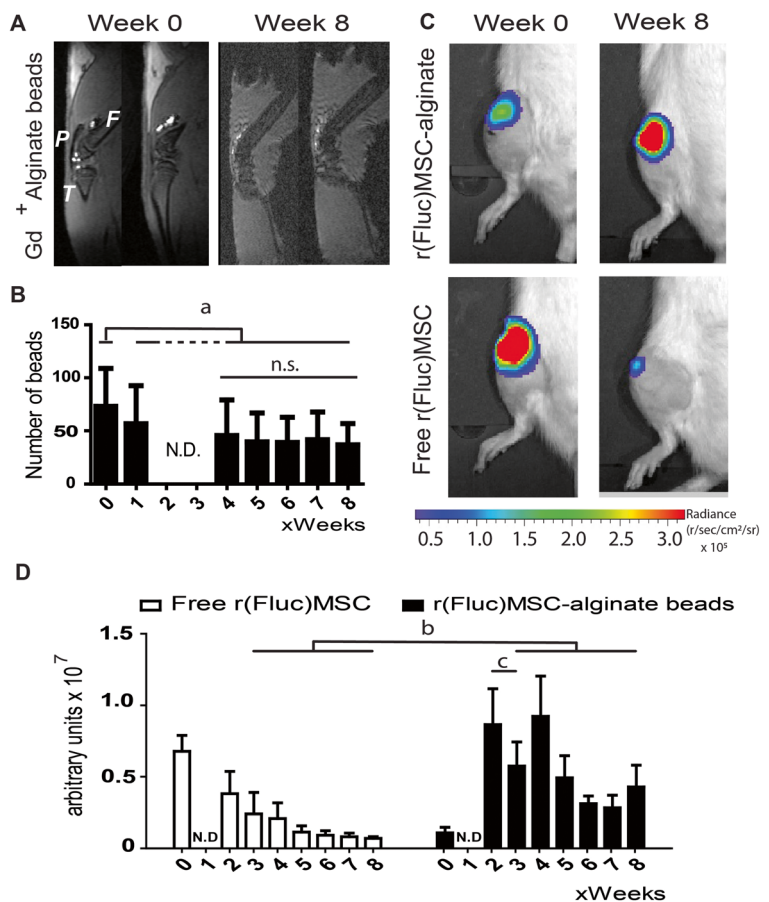 A
Week 0
Week 8
Gd + Alginate beads
P
F
T
B
a
n.s.
N.D.
Number of beads
150
100
50
0
0 1 2 3 4 5 6 7 8
xWeeks
C
Week 0
Week 8
r(Fluc)MSC-alginate
Free r(Fluc)MSC
0.5 1.0 1.5 2.0 2.5 3.0
Radiance
(r/sec/cm²/sr)
x 10⁵
D
Free r(Fluc)MSC r(Fluc)MSC-alginate beads
b
c
arbitrary units x 10⁷
1.5
1.0
0.5
0
N.D N.D
0 1 2 3 4 5 6 7 8 0 1 2 3 4 5 6 7 8
xWeeks